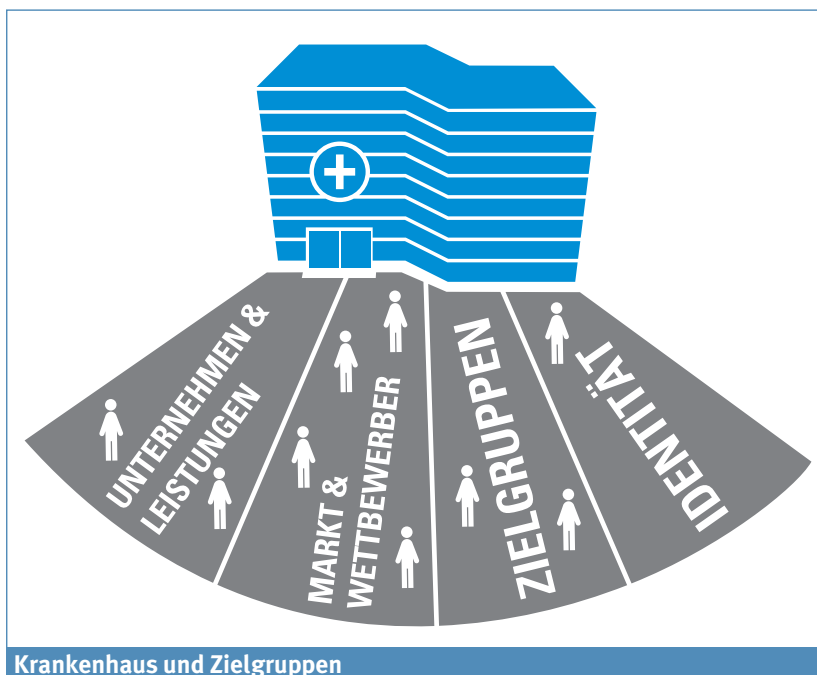 UNTERNEHMEN &
LEISTUNGEN
MARKT &
WETTBEWERBER
ZIELGRUPPEN
IDENTITÄT
Krankenhaus und Zielgruppen